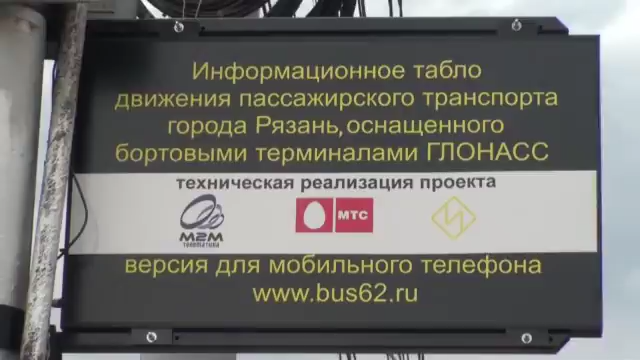 Информационное табло
движения пассажирского транспорта
города Рязань, оснащенного
бортовыми терминалами ГЛОНАСС
техническая реализация проекта
М2М МТС
телематика
версия для мобильного телефона
www.bus62.ru